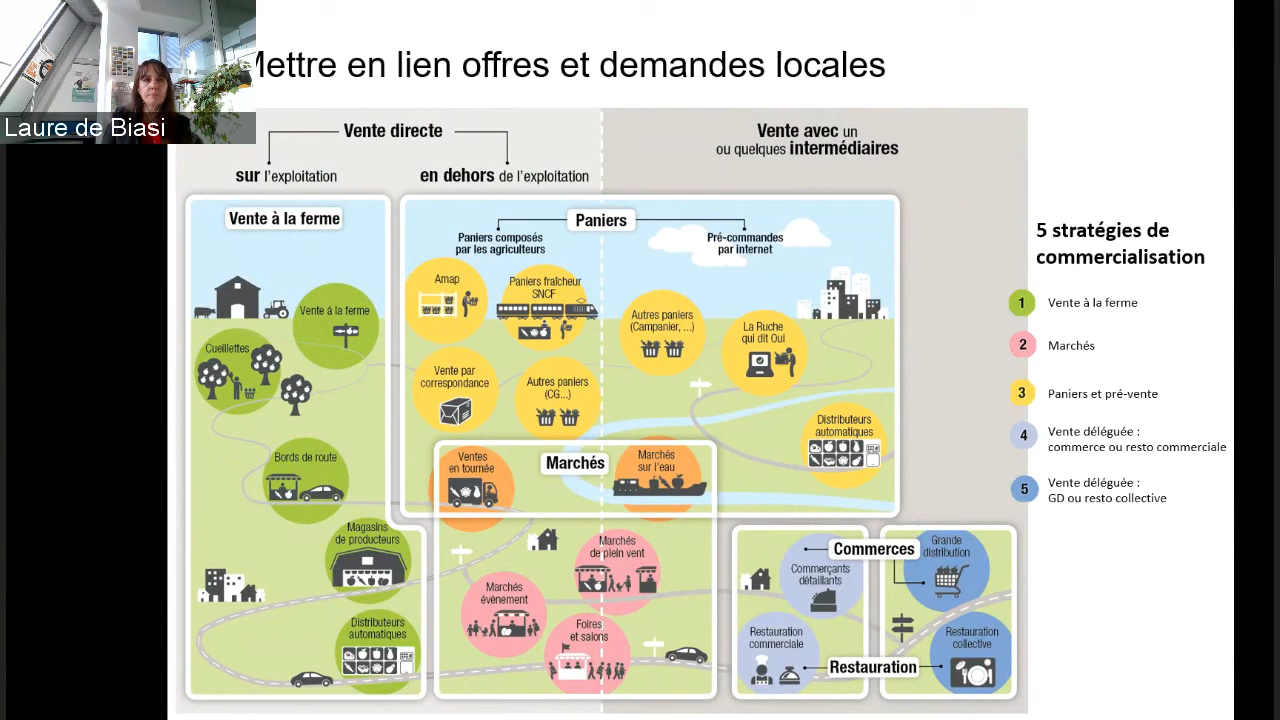 Mettre en lien offres et demandes locales
Laure de Biasi
Vente directe
sur l'exploitation
en dehors de l'exploitation
Vente avec un
ou quelques intermédiaires
Vente à la ferme
Vente à la ferme
Cueillettes
Bords de route
Magasins
de producteurs
Distributeurs
automatiques
Paniers
Paniers composés
par les agriculteurs
Pré-commandes
par internet
Amap
Paniers fraîcheur
SNCF
Vente par
correspondance
Autres paniers
(CG...)
Autres paniers
(Campanier, ...)
La Ruche
qui dit Oui
Distributeurs
automatiques
Marchés
Ventes
en tournée
Marchés
sur l'eau
Marchés
de plein vent
Marchés
évènement
Foires
et salons
Commerces
Commerçants
détaillants
Grande
distribution
Restauration
commerciale
Restauration
collective
Restauration
5 stratégies de
commercialisation
1 Vente à la ferme
2 Marchés
3 Paniers et pré-vente
4 Vente déléguée :
commerce ou resto commerciale
5 Vente déléguée :
GD ou resto collective